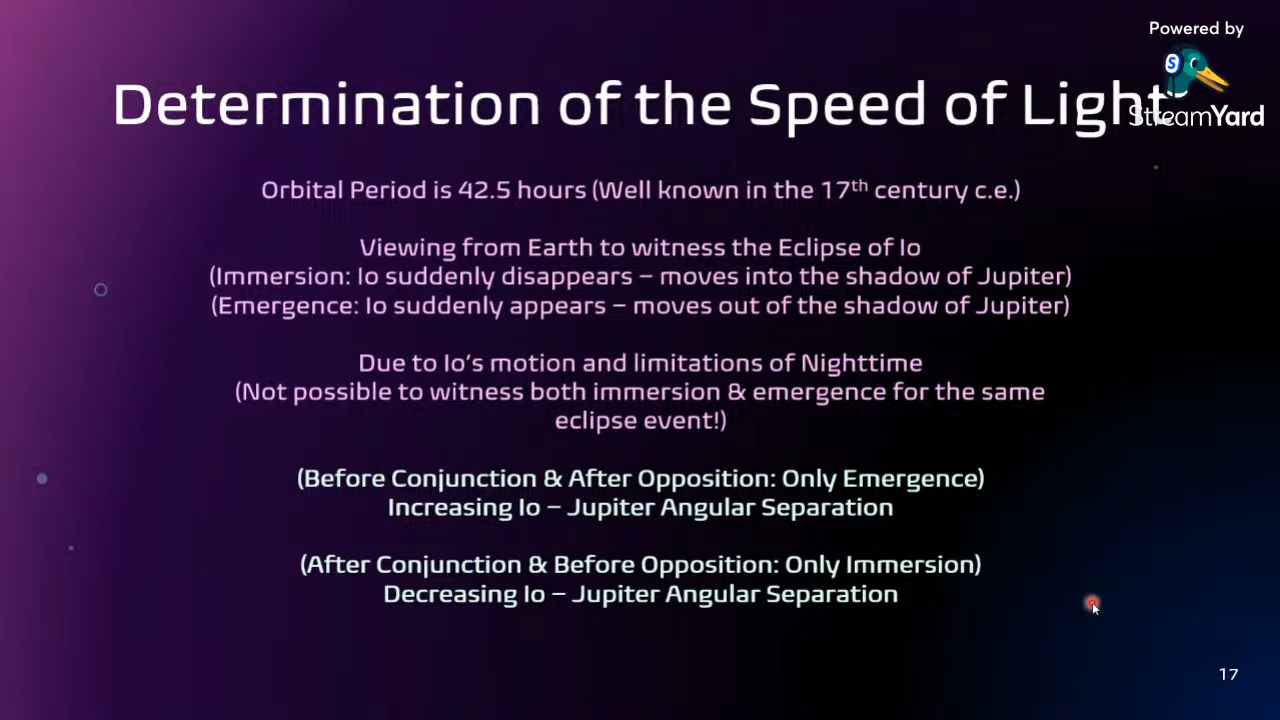 Powered by
StreamYard
Determination of the Speed of Light
Orbital Period is 42.5 hours (Well known in the 17th century c.e.)
Viewing from Earth to witness the Eclipse of Io
(Immersion: Io suddenly disappears – moves into the shadow of Jupiter)
(Emergence: Io suddenly appears – moves out of the shadow of Jupiter)
Due to Io's motion and limitations of Nighttime
(Not possible to witness both immersion & emergence for the same
eclipse event!)
(Before Conjunction & After Opposition: Only Emergence)
Increasing Io – Jupiter Angular Separation
(After Conjunction & Before Opposition: Only Immersion)
Decreasing Io – Jupiter Angular Separation
17